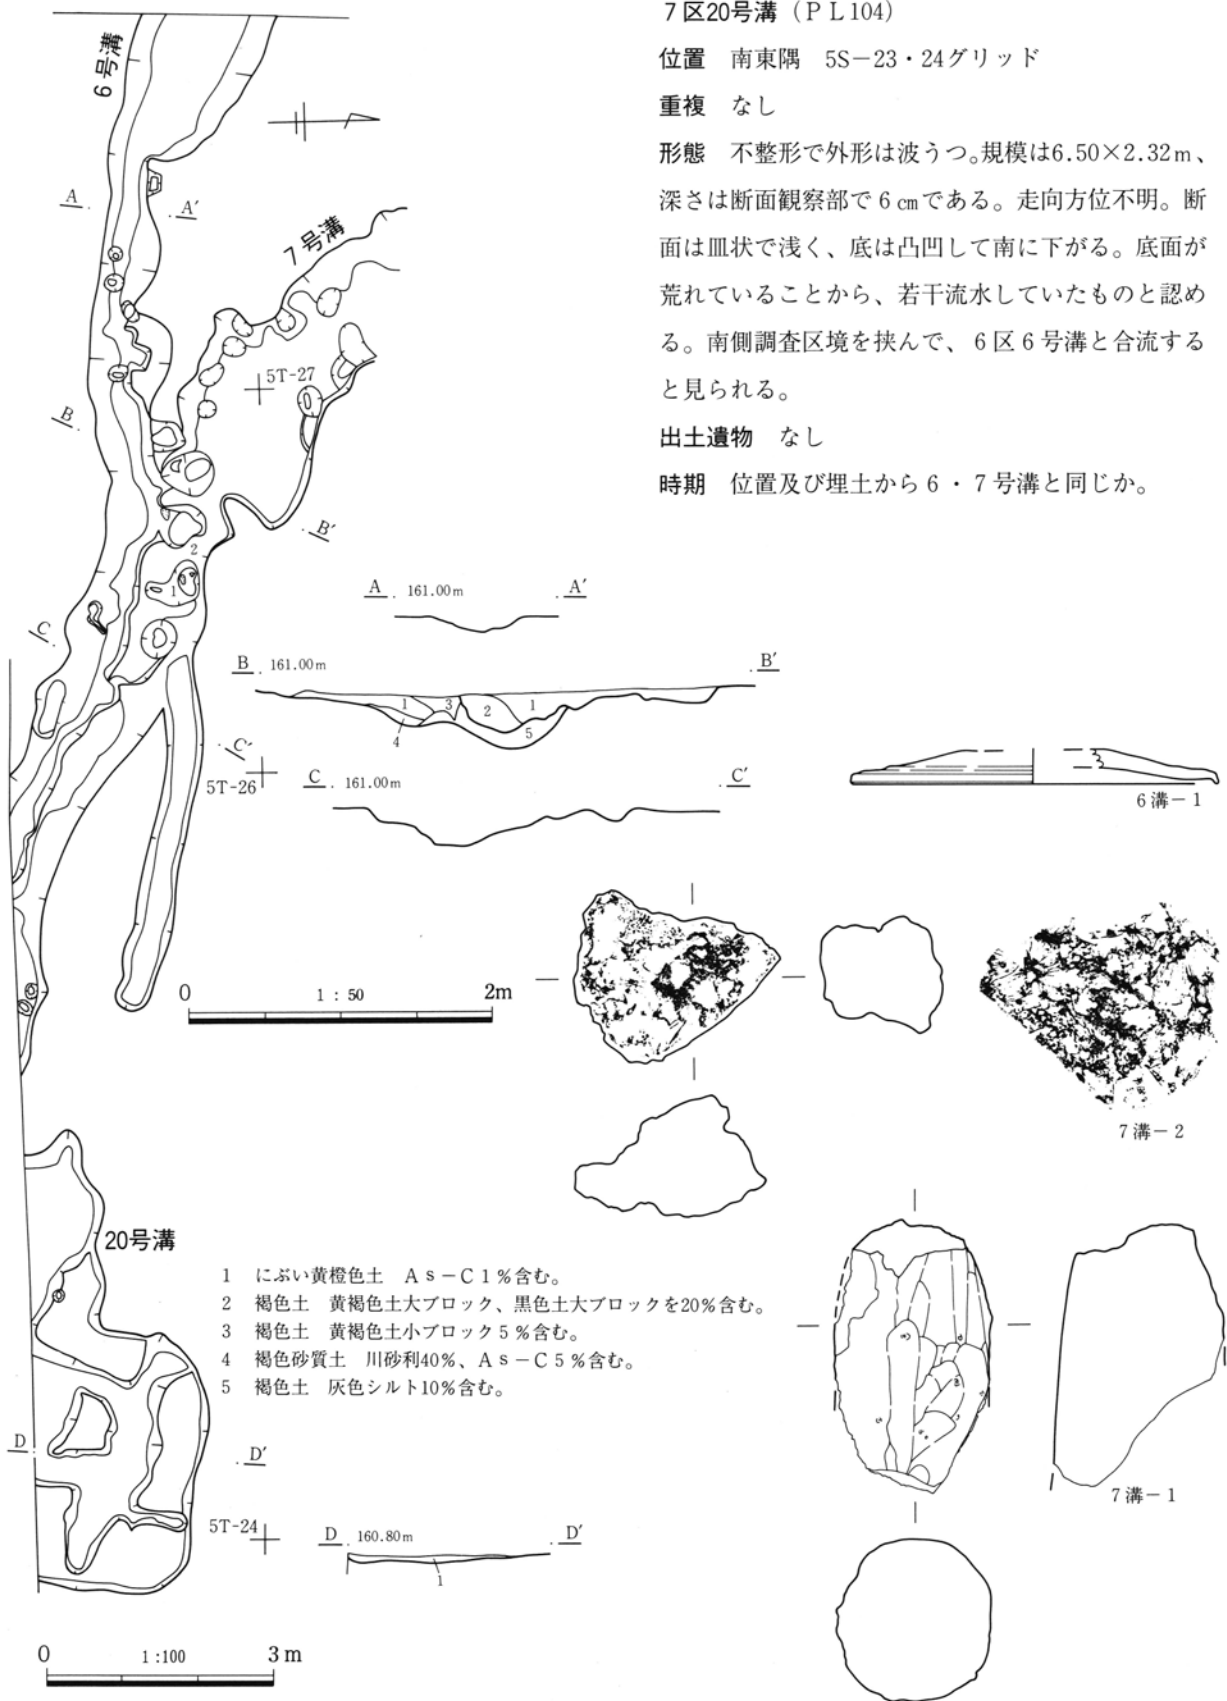 7区20号溝（PL104）
位置　南東隅　5S－23・24グリッド
重複　なし
形態　不整形で外形は波うつ。規模は6.50×2.32m、
深さは断面観察部で6㎝である。走向方位不明。断
面は皿状で浅く、底は凸凹して南に下がる。底面が
荒れていることから、若干流水していたものと認め
る。南側調査区境を挟んで、6区6号溝と合流する
と見られる。
出土遺物　なし
時期　位置及び埋土から6・7号溝と同じか。
6号溝
A
A′
7号溝
5T-27
B
B′
2
1
C
C′
5T-26
A　161.00m　A′
B　161.00m　B′
1　3　2　1
4　5
C　161.00m　C′
6溝－1
0　1：50　2m
7溝－2
20号溝
1　にぶい黄橙色土　As－C1％含む。
2　褐色土　黄褐色土大ブロック、黒色土大ブロックを20％含む。
3　褐色土　黄褐色土小ブロック5％含む。
4　褐色砂質土　川砂利40％、As－C5％含む。
5　褐色土　灰色シルト10％含む。
D
D′
7溝－1
5T-24
D　160.80m　D′
1
0　1:100　3m